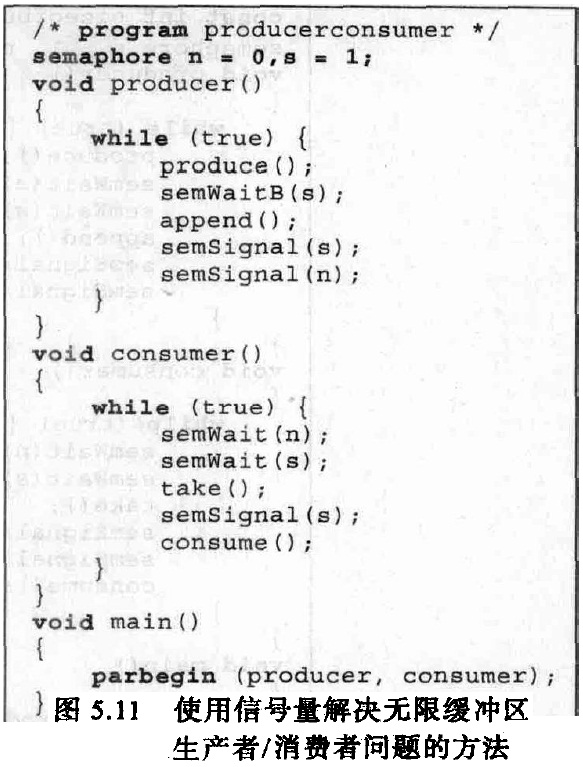 /* program producerconsumer */
semaphore n = 0,s = 1;
void producer()
{
while (true) {
produce();
semWaitB(s);
append();
semSignal(s);
semSignal(n);
}
}
void consumer()
{
while (true) {
semWait(n);
semWait(s);
take();
semSignal(s);
consume();
}
}
void main()
{
parbegin (producer, consumer);
}
图 5.11 使用信号量解决无限缓冲区
生产者/消费者问题的方法